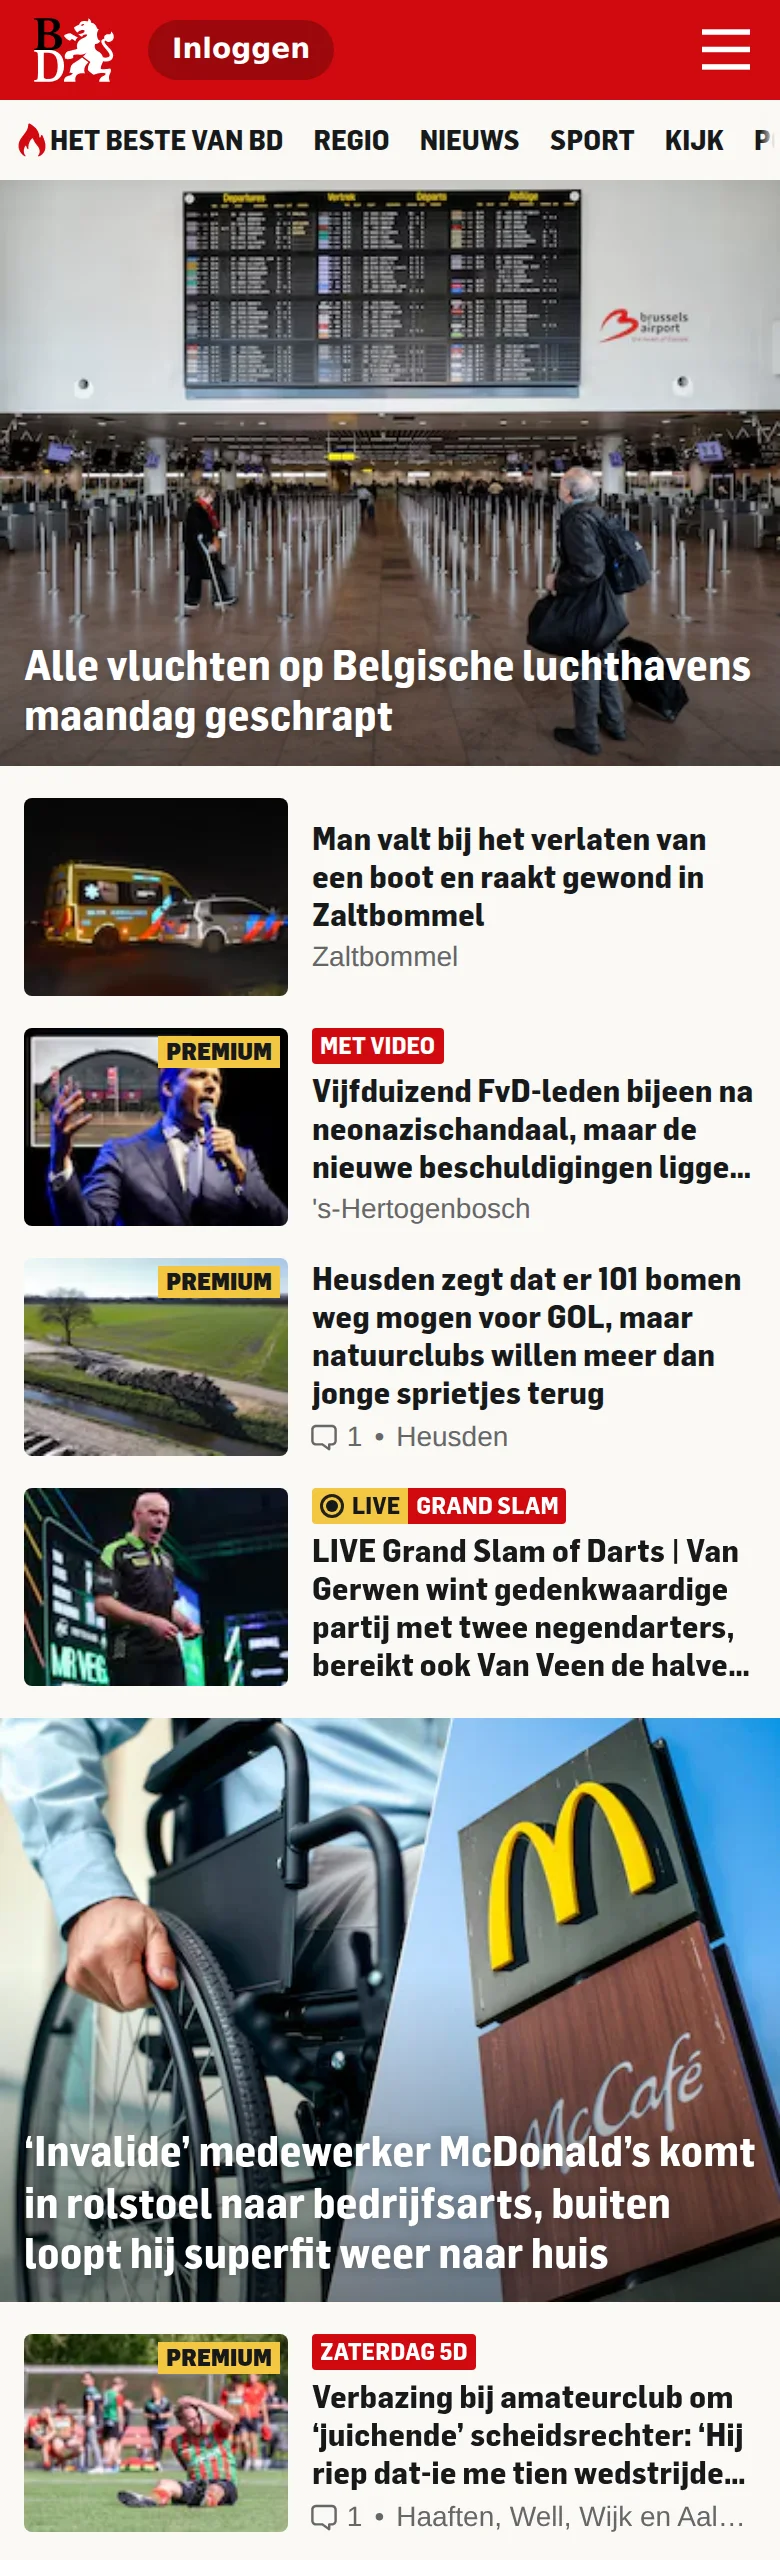 BD
Inloggen
HET BESTE VAN BD REGIO NIEUWS SPORT KIJK
Departures Vertrek Départs Abflüge
brussels
airport
Alle vluchten op Belgische luchthavens
maandag geschrapt
Man valt bij het verlaten van
een boot en raakt gewond in
Zaltbommel
Zaltbommel
PREMIUM
MET VIDEO
Vijfduizend FvD-leden bijeen na
neonazischandaal, maar de
nieuwe beschuldigingen ligge...
's-Hertogenbosch
PREMIUM
Heusden zegt dat er 101 bomen
weg mogen voor GOL, maar
natuurclubs willen meer dan
jonge sprietjes terug
1 • Heusden
LIVE GRAND SLAM
LIVE Grand Slam of Darts | Van
Gerwen wint gedenkwaardige
partij met twee negendarters,
bereikt ook Van Veen de halve...
MR VEG
M
McCafé
‘Invalide’ medewerker McDonald’s komt
in rolstoel naar bedrijfsarts, buiten
loopt hij superfit weer naar huis
PREMIUM
ZATERDAG 5D
Verbazing bij amateurclub om
‘juichende’ scheidsrechter: ‘Hij
riep dat-ie me tien wedstrijde...
1 • Haaften, Well, Wijk en Aal...